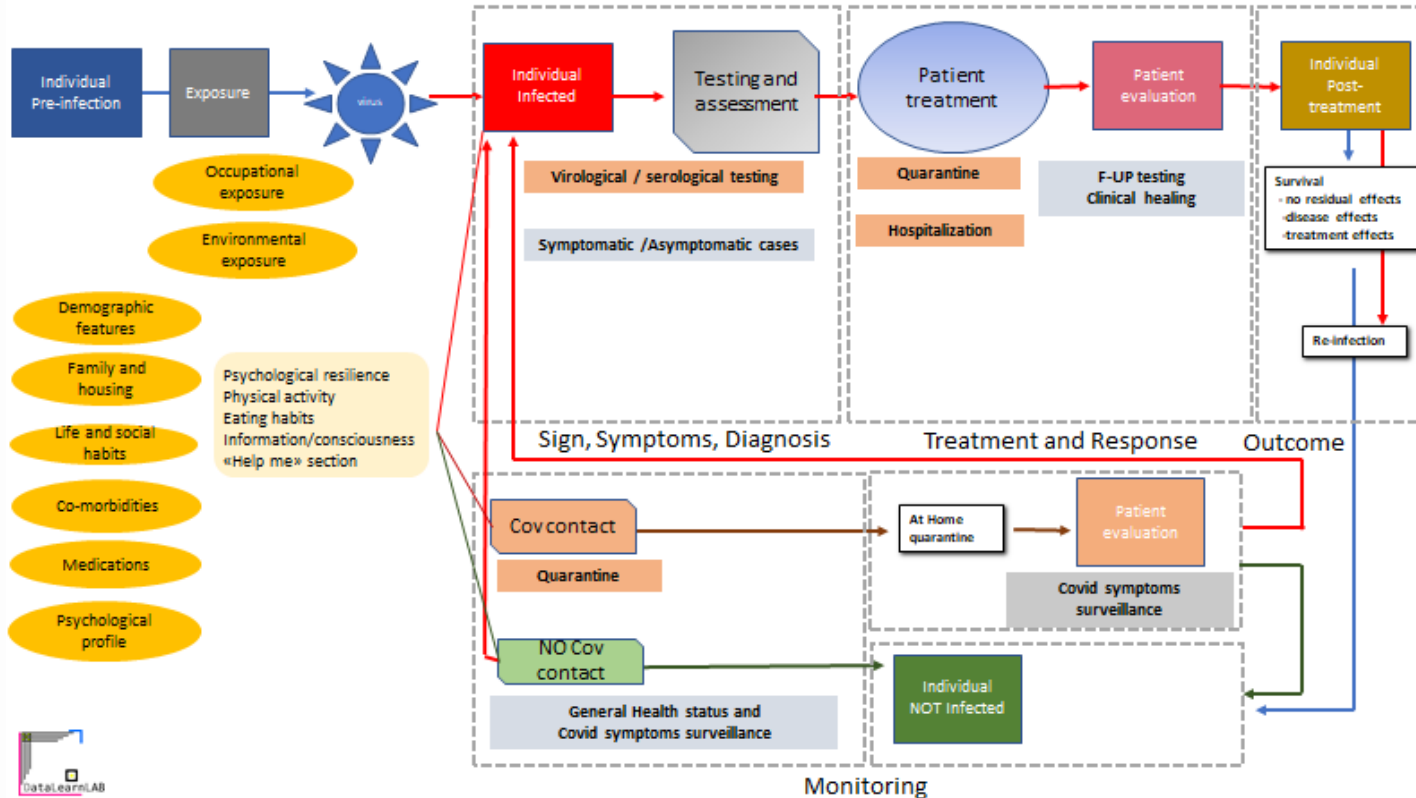 Individual
Pre-infection
Exposure
virus
Individual
Infected
Testing and
assessment
Patient
treatment
Patient
evaluation
Individual
Post-
treatment
Occupational
exposure
Environmental
exposure
Virological / serological testing
Symptomatic /Asymptomatic cases
Quarantine
Hospitalization
F-UP testing
Clinical healing
Survival
- no residual effects
-disease effects
-treatment effects
Re-infection
Demographic
features
Family and
housing
Life and social
habits
Co-morbidities
Medications
Psychological
profile
Psychological resilience
Physical activity
Eating habits
Information/consciousness
«Help me» section
Sign, Symptoms, Diagnosis
Treatment and Response
Outcome
Cov contact
Quarantine
At Home
quarantine
Patient
evaluation
Covid symptoms
surveillance
NO Cov
contact
General Health status and
Covid symptoms surveillance
Individual
NOT Infected
Monitoring
DataLearnLAB